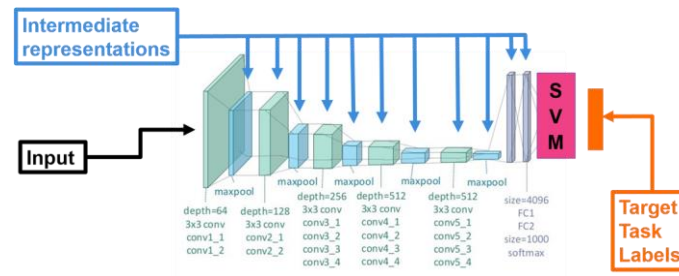 Intermediate
representations
Input
S
V
M
maxpool
maxpool
maxpool
maxpool
maxpool
depth=64
3x3 conv
conv1_1
conv1_2
depth=128
3x3 conv
conv2_1
conv2_2
depth=256
3x3 conv
conv3_1
conv3_2
conv3_3
conv3_4
depth=512
3x3 conv
conv4_1
conv4_2
conv4_3
conv4_4
depth=512
3x3 conv
conv5_1
conv5_2
conv5_3
conv5_4
size=4096
FC1
FC2
size=1000
softmax
Target
Task
Labels